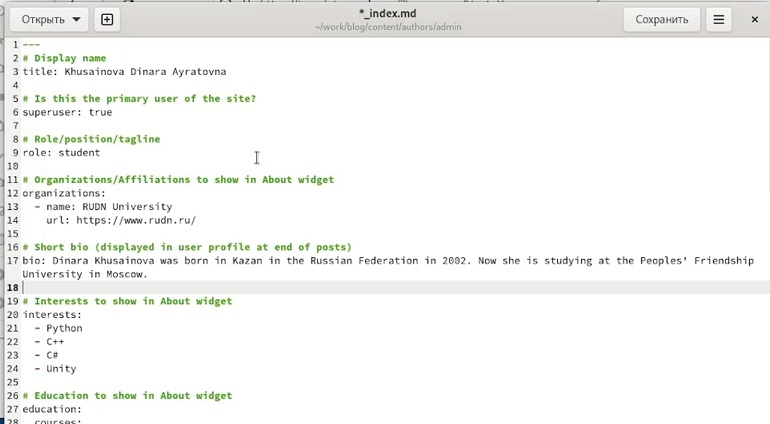 Открыть
*_index.md
~/work/blog/content/authors/admin
Сохранить
1 ---
2 # Display name
3 title: Khusainova Dinara Ayratovna
4
5 # Is this the primary user of the site?
6 superuser: true
7
8 # Role/position/tagline
9 role: student
10
11 # Organizations/Affiliations to show in About widget
12 organizations:
13   - name: RUDN University
14     url: https://www.rudn.ru/
15
16 # Short bio (displayed in user profile at end of posts)
17 bio: Dinara Khusainova was born in Kazan in the Russian Federation in 2002. Now she is studying at the Peoples' Friendship
University in Moscow.
18
19 # Interests to show in About widget
20 interests:
21   - Python
22   - C++
23   - C#
24   - Unity
25
26 # Education to show in About widget
27 education:
28   courses: